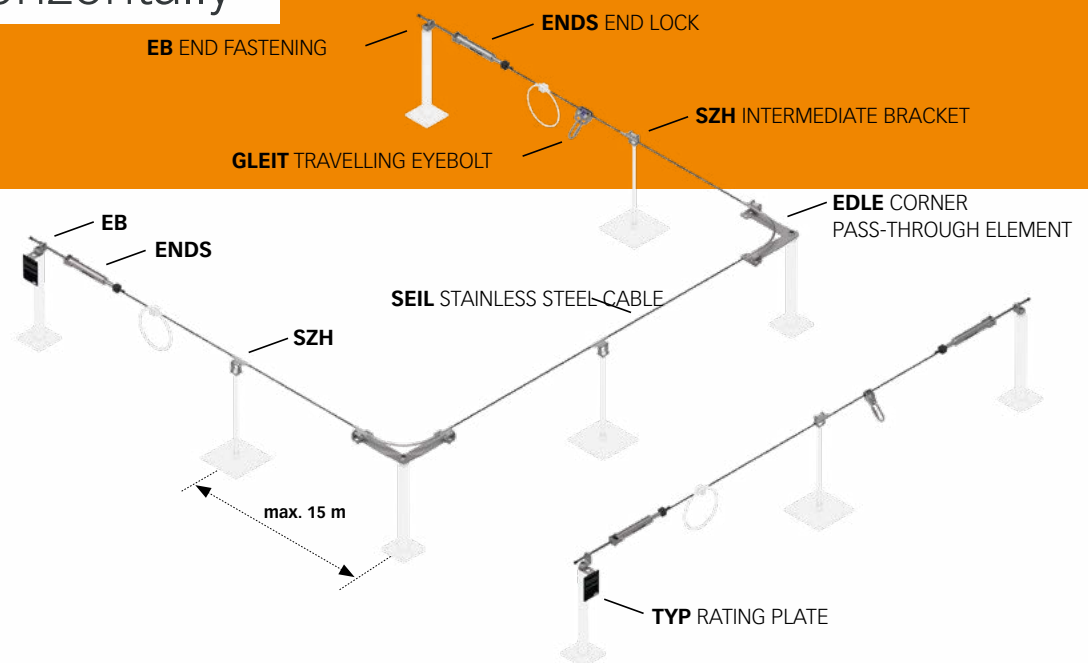 EB END FASTENING
ENDS END LOCK
SZH INTERMEDIATE BRACKET
GLEIT TRAVELLING EYEBOLT
EDLE CORNER
PASS-THROUGH ELEMENT
EB
ENDS
SEIL STAINLESS STEEL CABLE
SZH
max. 15 m
TYP RATING PLATE